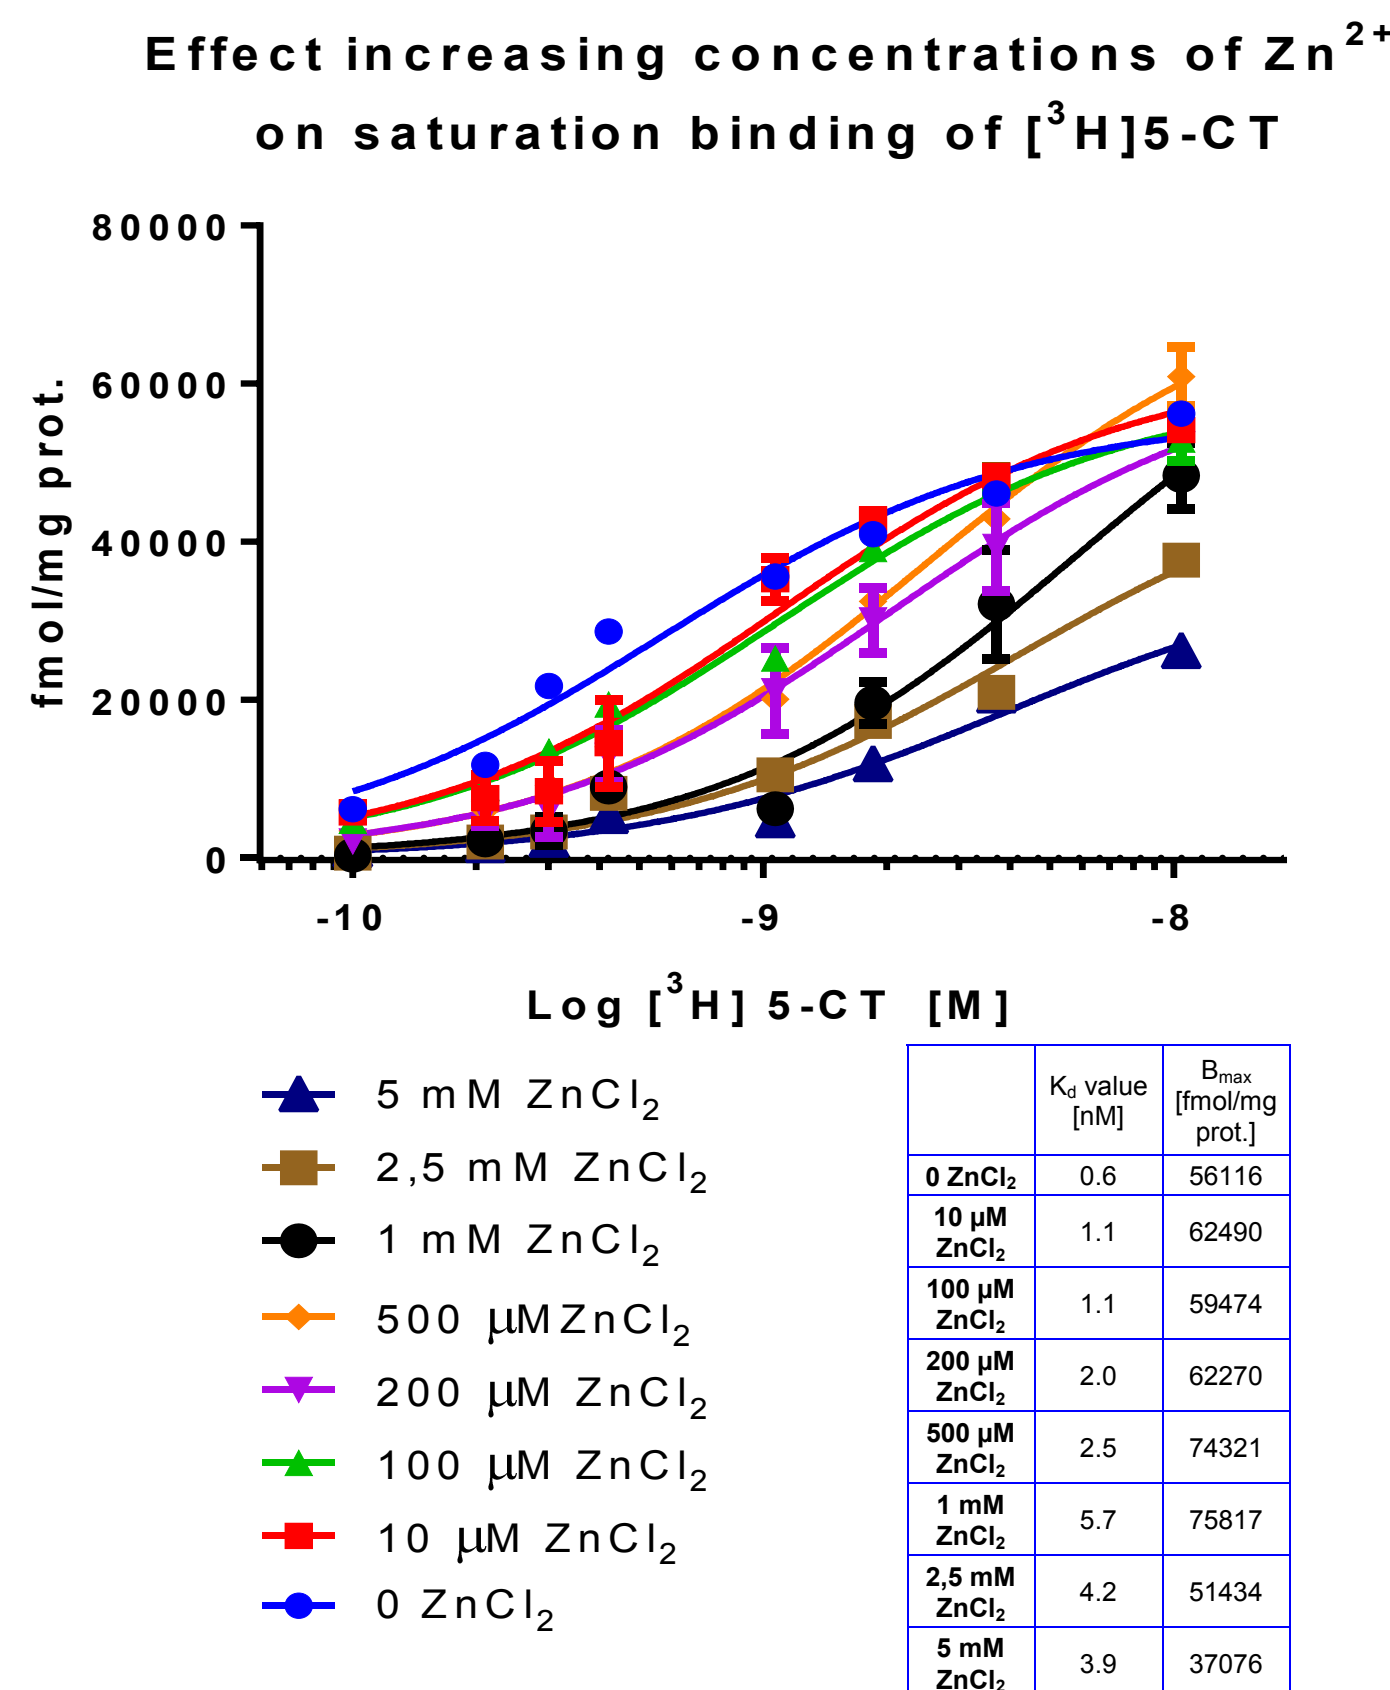 Effect increasing concentrations of Zn²⁺
on saturation binding of [³H]5-CT
80000
60000
40000
20000
0
fmol/mg prot.
-10 -9 -8
Log [³H] 5-CT [M]
5 mM ZnCl₂
2,5 mM ZnCl₂
1 mM ZnCl₂
500 μM ZnCl₂
200 μM ZnCl₂
100 μM ZnCl₂
10 μM ZnCl₂
0 ZnCl₂
Kd value [nM] Bmax [fmol/mg prot.]
0 ZnCl₂ 0.6 56116
10 µM ZnCl₂ 1.1 62490
100 µM ZnCl₂ 1.1 59474
200 µM ZnCl₂ 2.0 62270
500 µM ZnCl₂ 2.5 74321
1 mM ZnCl₂ 5.7 75817
2,5 mM ZnCl₂ 4.2 51434
5 mM ZnCl₂ 3.9 37076